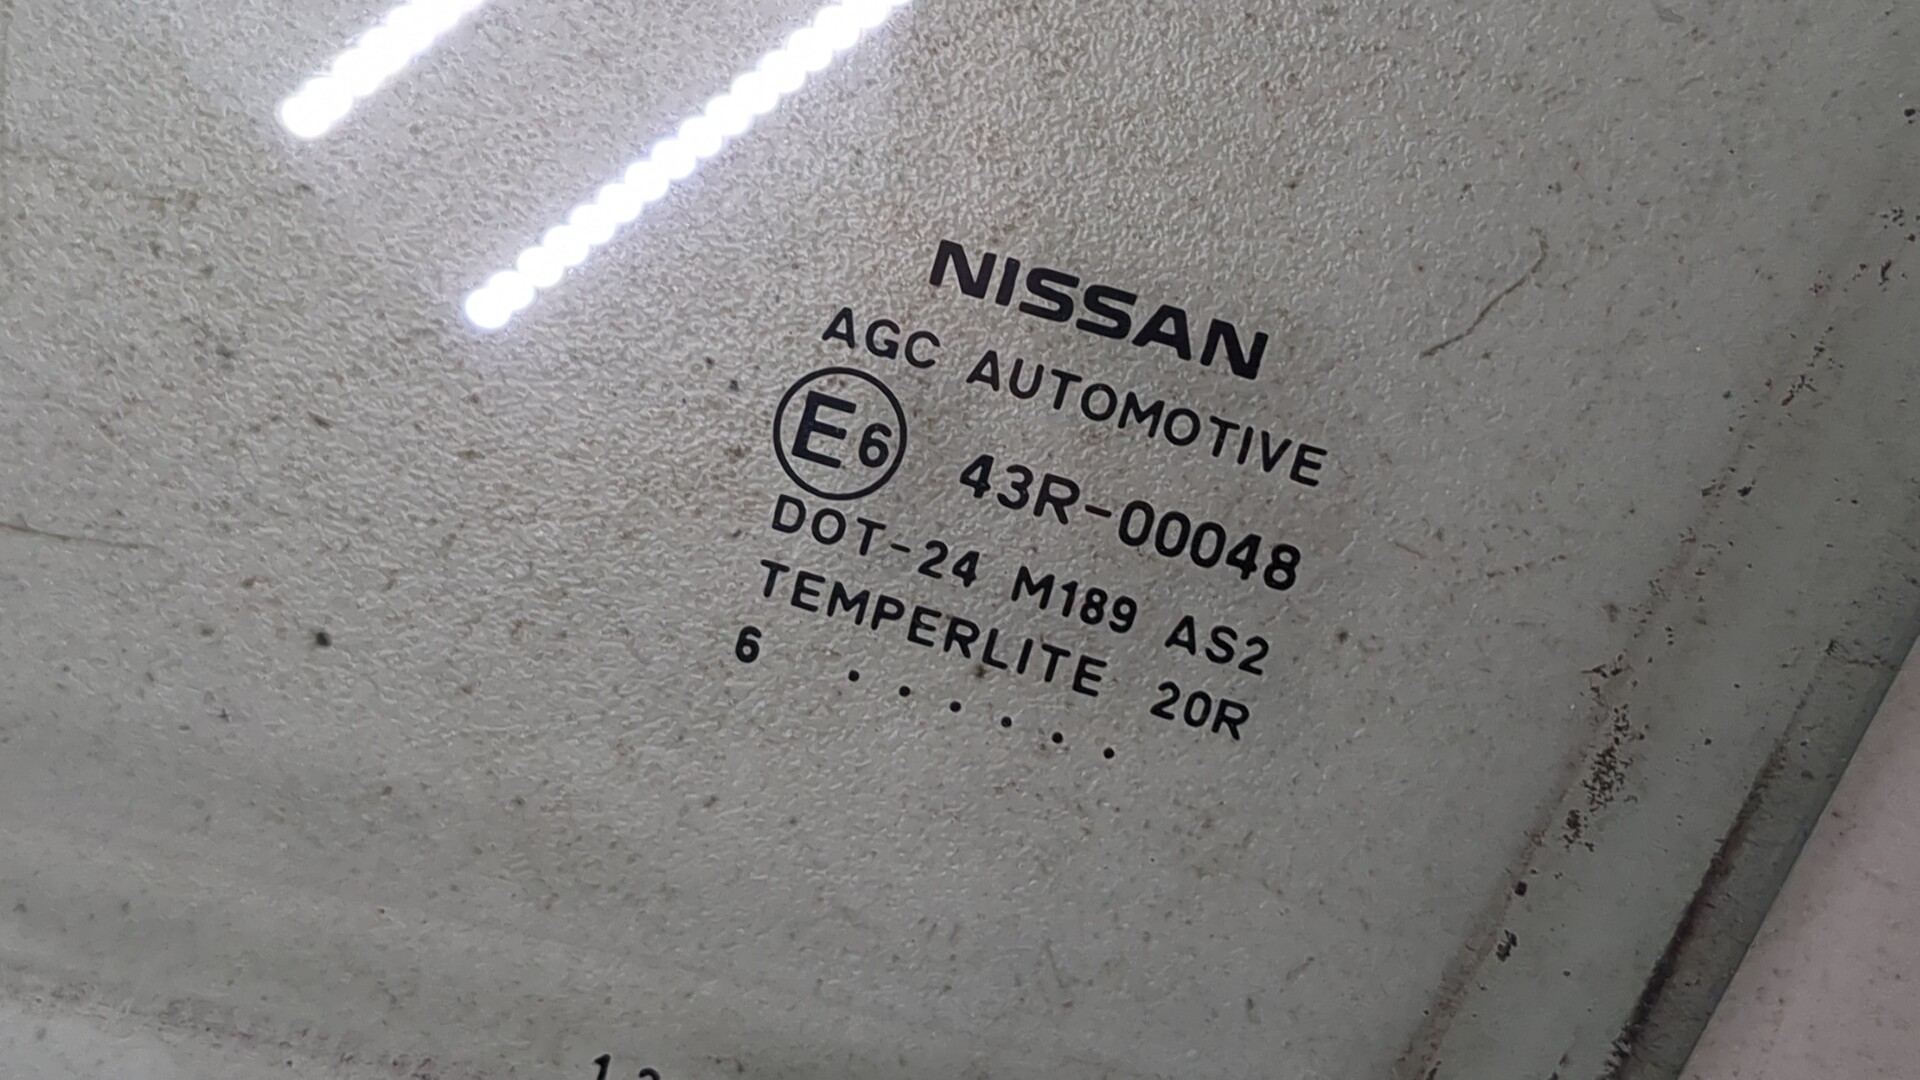 NISSAN
AGC AUTOMOTIVE
E6 43R-00048
DOT-24 M189 AS2
TEMPERLITE 20R
6 . . . . . .